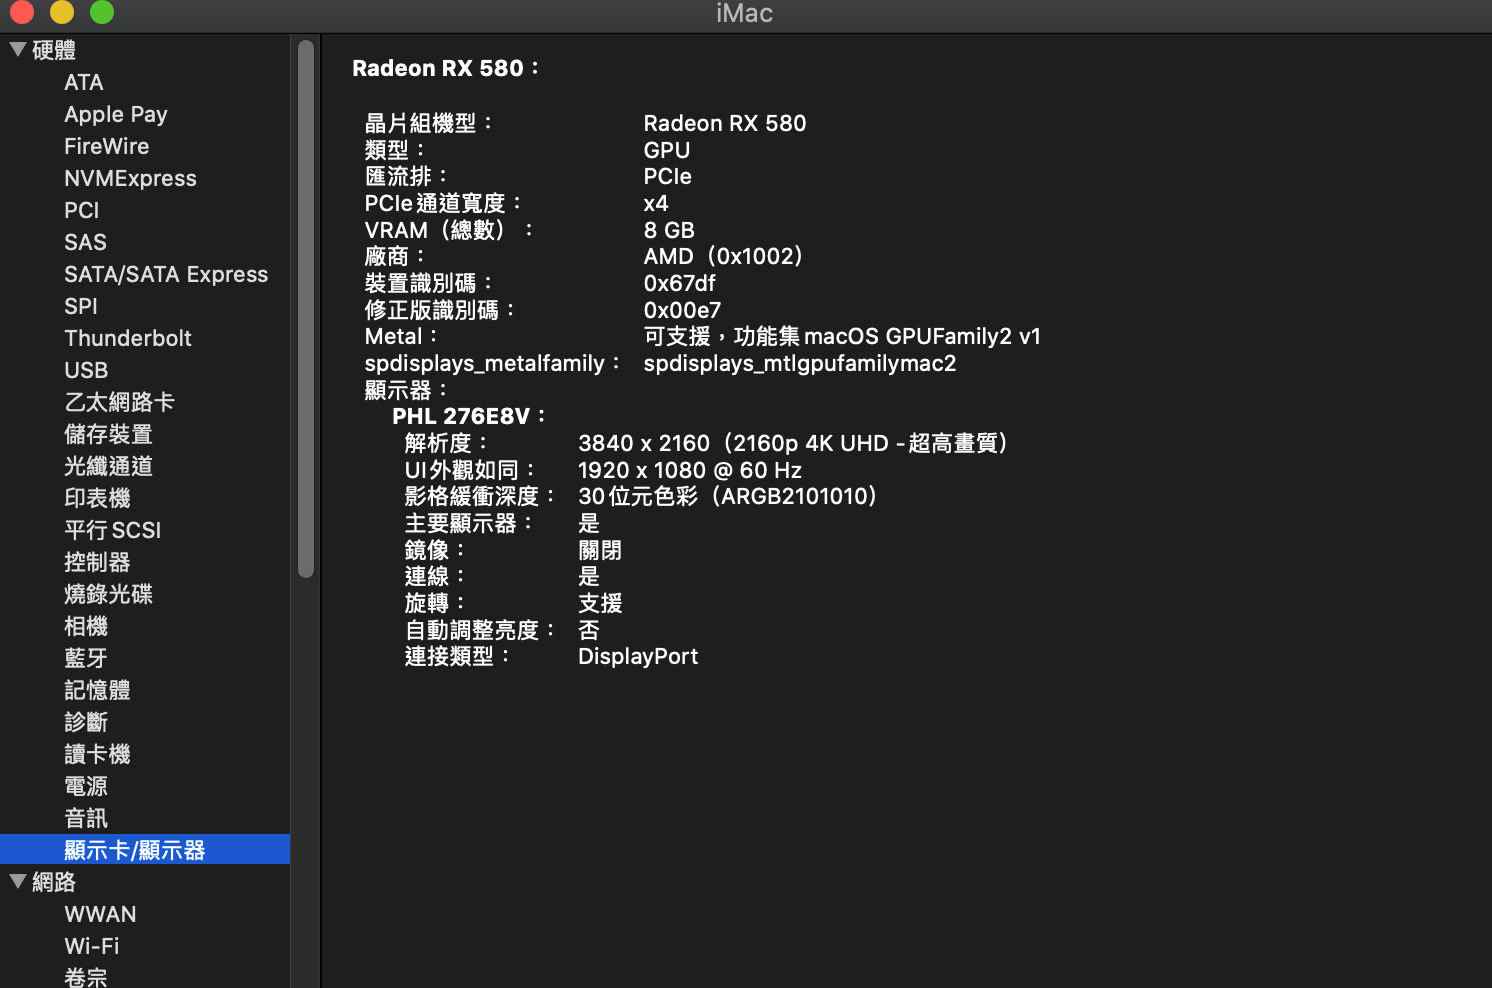 iMac
硬體
ATA
Apple Pay
FireWire
NVMExpress
PCI
SAS
SATA/SATA Express
SPI
Thunderbolt
USB
乙太網路卡
儲存裝置
光纖通道
印表機
平行 SCSI
控制器
燒錄光碟
相機
藍牙
記憶體
診斷
讀卡機
電源
音訊
顯示卡/顯示器
網路
WWAN
Wi-Fi
卷宗
Radeon RX 580：
晶片組機型： Radeon RX 580
類型： GPU
匯流排： PCIe
PCIe通道寬度： x4
VRAM（總數）： 8 GB
廠商： AMD（0x1002）
裝置識別碼： 0x67df
修正版識別碼： 0x00e7
Metal： 可支援，功能集 macOS GPUFamily2 v1
spdisplays_metalfamily： spdisplays_mtlgpufamilymac2
顯示器：
PHL 276E8V：
解析度： 3840 x 2160（2160p 4K UHD - 超高畫質）
UI外觀如同： 1920 x 1080 @ 60 Hz
影格緩衝深度： 30位元色彩（ARGB2101010）
主要顯示器： 是
鏡像： 關閉
連線： 是
旋轉： 支援
自動調整亮度： 否
連接類型： DisplayPort